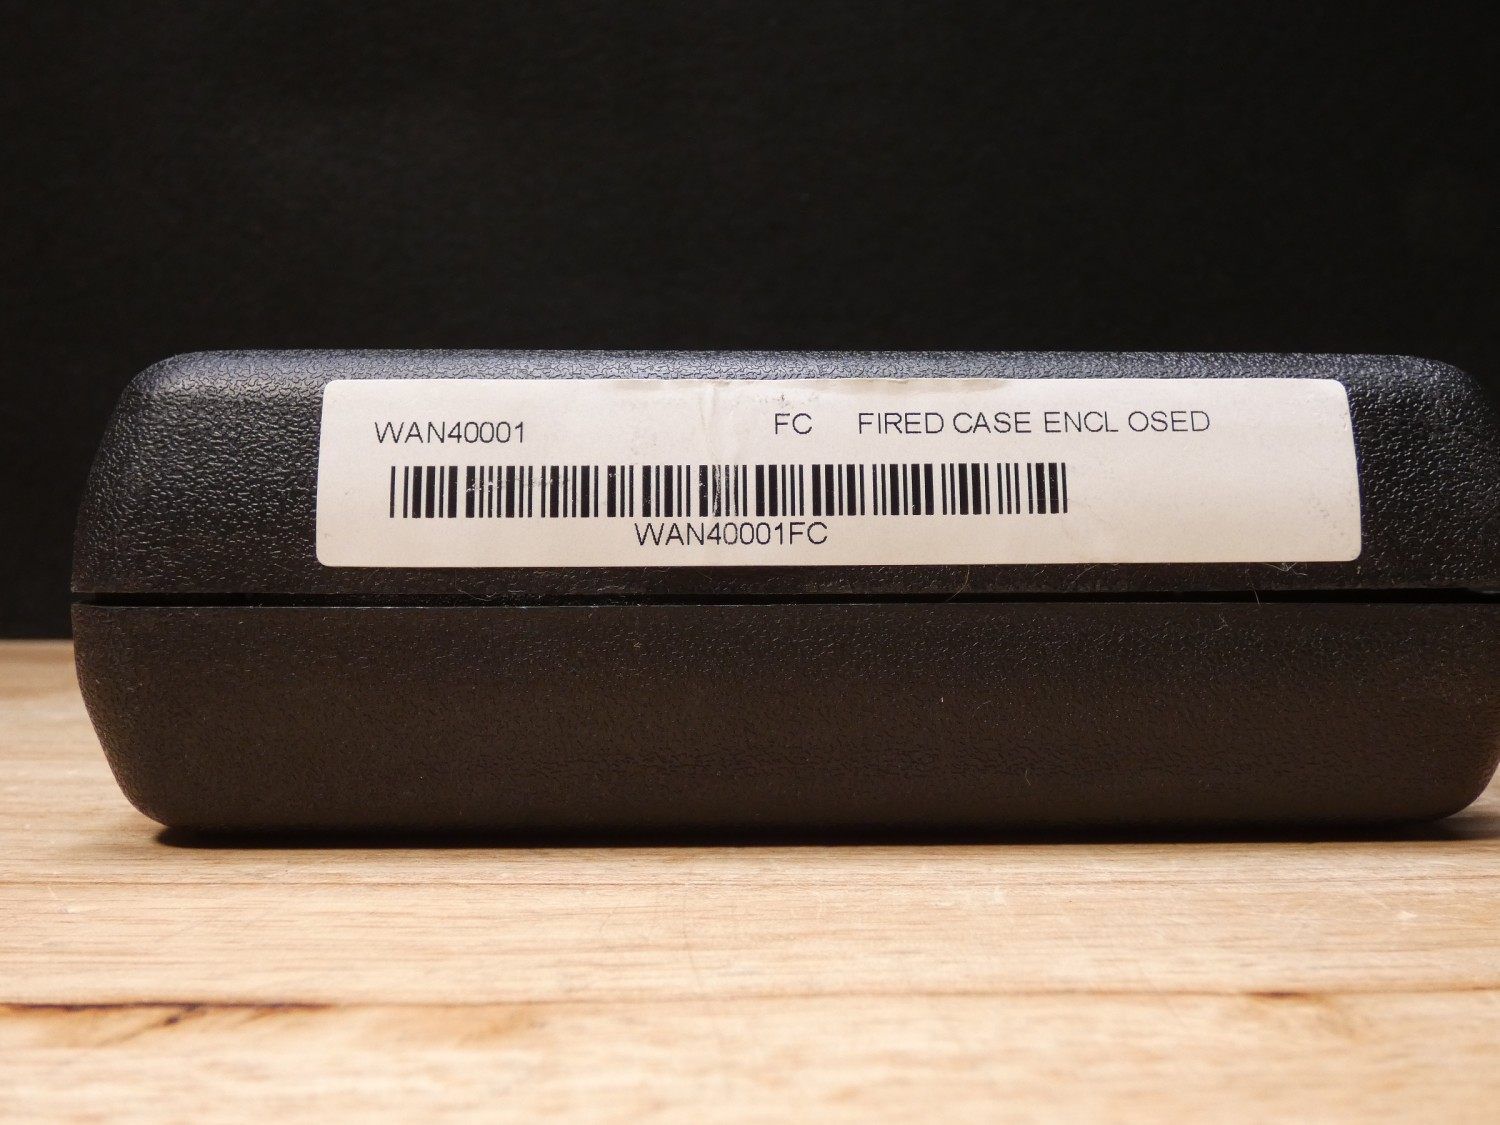 WAN40001 FC FIRED CASE ENCL OSED
WAN40001FC